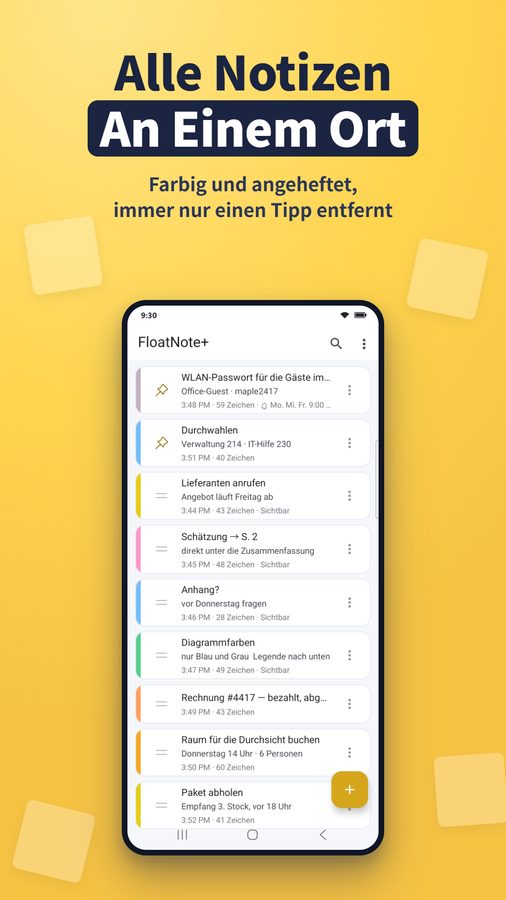 Alle Notizen
An Einem Ort
Farbig und angeheftet,
immer nur einen Tipp entfernt
9:30
FloatNote+
WLAN-Passwort für die Gäste im…
Office-Guest · maple2417
3:48 PM · 59 Zeichen · Mo. Mi. Fr. 9:00 …
Durchwahlen
Verwaltung 214 · IT-Hilfe 230
3:51 PM · 40 Zeichen
Lieferanten anrufen
Angebot läuft Freitag ab
3:44 PM · 43 Zeichen · Sichtbar
Schätzung → S. 2
direkt unter die Zusammenfassung
3:45 PM · 48 Zeichen · Sichtbar
Anhang?
vor Donnerstag fragen
3:46 PM · 28 Zeichen · Sichtbar
Diagrammfarben
nur Blau und Grau  Legende nach unten
3:47 PM · 49 Zeichen · Sichtbar
Rechnung #4417 — bezahlt, abg…
3:49 PM · 43 Zeichen
Raum für die Durchsicht buchen
Donnerstag 14 Uhr · 6 Personen
3:50 PM · 60 Zeichen
Paket abholen
Empfang 3. Stock, vor 18 Uhr
3:52 PM · 41 Zeichen